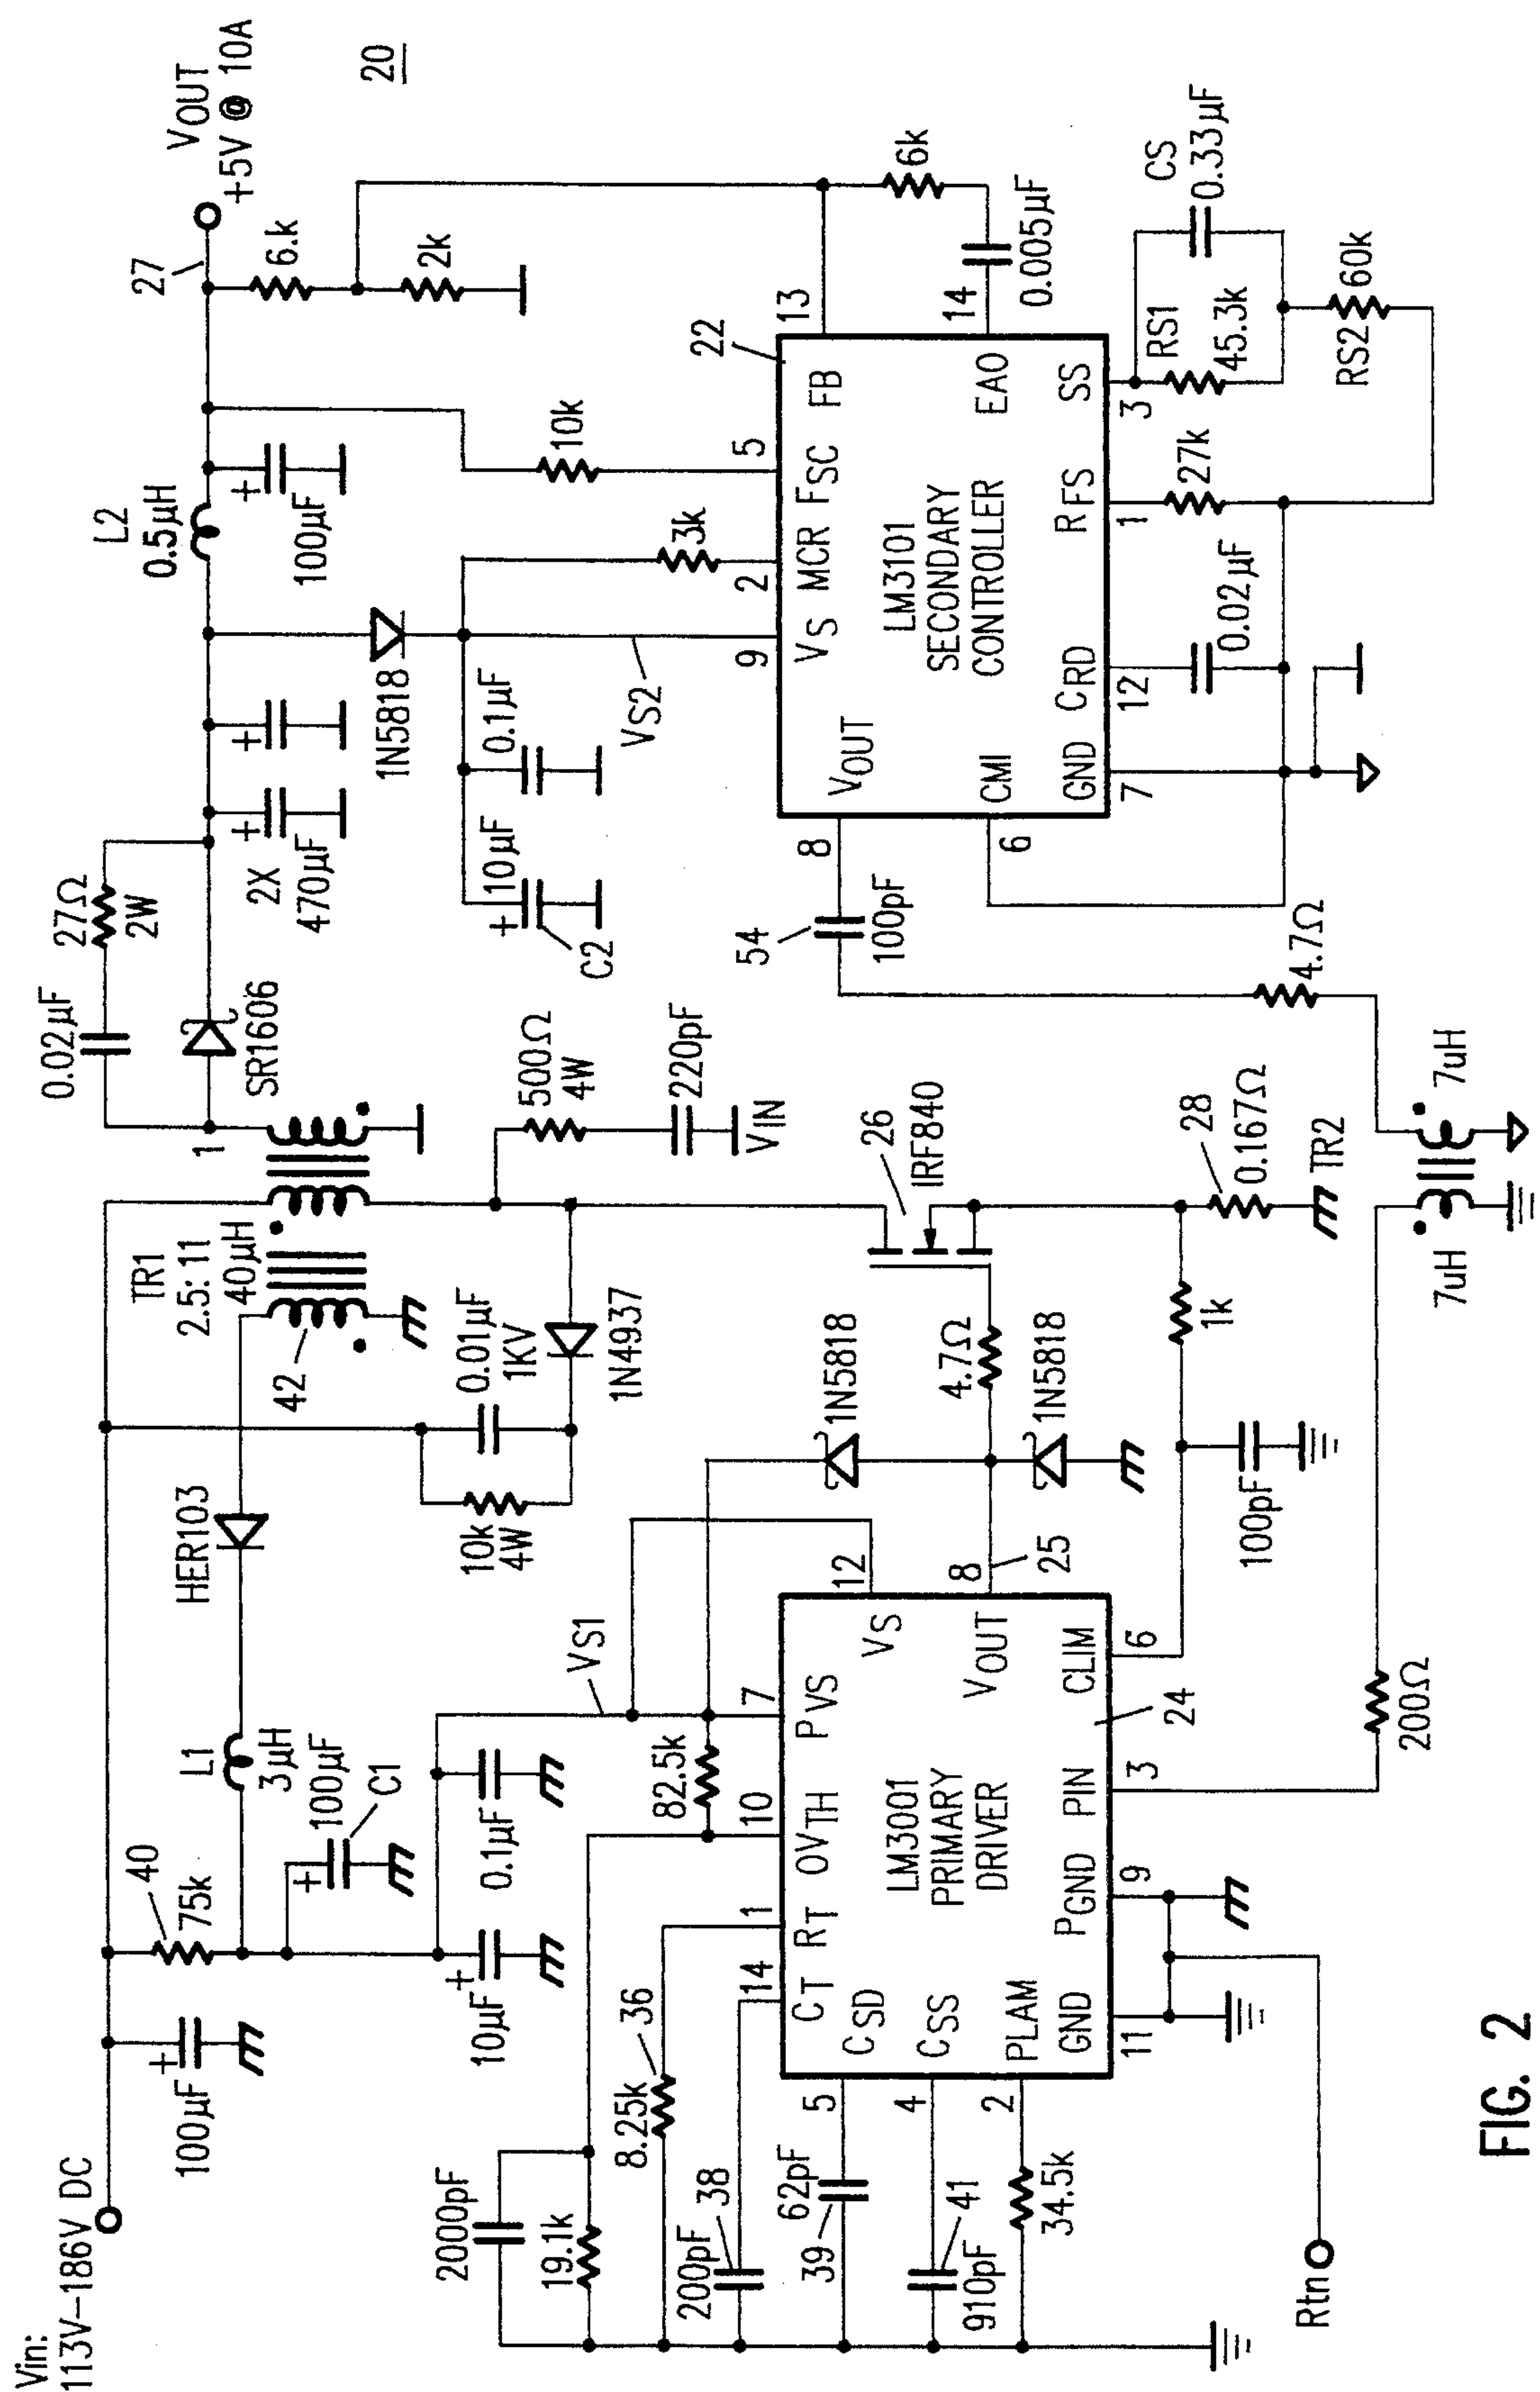 Vin:
113V–186V DC
100µF
40
75k
L1
3µH
100µF
C1
HER103
42
TR1
2.5: 11
40µH
1
0.02µF
27Ω
2W
SR1606
2X
470µF
1N5818
L2
0.5µH
100µF
27
VOUT
+5V @ 10A
20
6.k
2k
10k
3k
0.1µF
10µF
C2
VS2
0.01µF
1KV
1N4937
10k
4W
500Ω
4W
220pF
VIN
10µF
0.1µF
VS1
82.5k
2000pF
19.1k
8.25k
36
200pF
38
62pF
39
910pF
41
34.5k
14
1
10
7
12
CT
RT
OVTH
PVS
VS
5
CSD
4
CSS
2
PLAM
LM3001
PRIMARY
DRIVER
VOUT
8
25
GND
PGND
PIN
CLIM
11
9
3
24
6
1N5818
4.7Ω
1N5818
26
IRF840
28
0.167Ω
1k
100pF
200Ω
TR2
7uH
7uH
4.7Ω
54
100pF
22
9
2
5
13
VS
MCR
FSC
FB
8
VOUT
LM3101
SECONDARY
CONTROLLER
14
EAO
6
CMI
GND
CRD
RFS
SS
7
12
1
3
6k
0.005µF
0.02µF
27k
RS1
45.3k
CS
0.33µF
RS2
60k
Rtn
FIG. 2